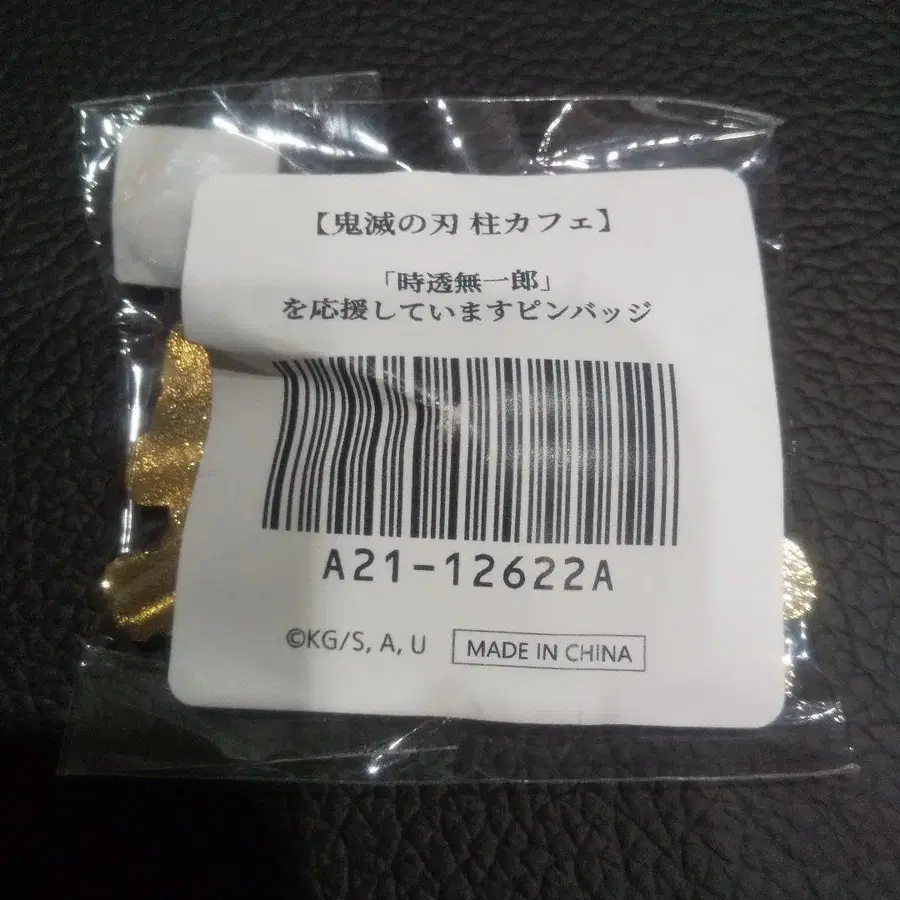 【鬼滅の刃 柱カフェ】
「時透無一郎」
を応援していますピンバッジ
A21-12622A
©KG/S, A, U
MADE IN CHINA